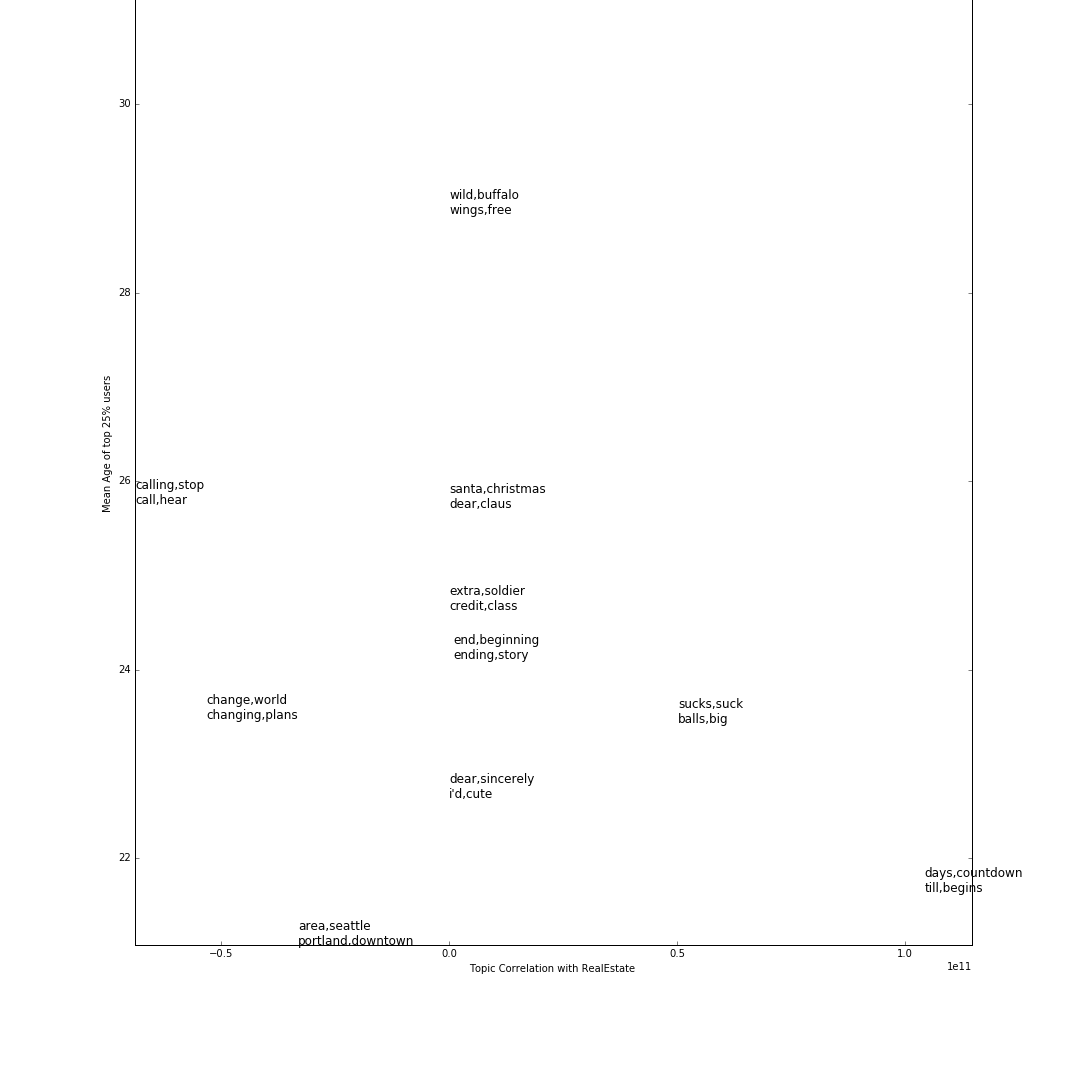 30
wild,buffalo
wings,free
28
Mean Age of top 25% users
26
calling,stop
call,hear
santa,christmas
dear,claus
extra,soldier
credit,class
end,beginning
ending,story
24
change,world
changing,plans
sucks,suck
balls,big
dear,sincerely
i'd,cute
22
days,countdown
till,begins
area,seattle
portland,downtown
−0.5
0.0
0.5
1.0
1e11
Topic Correlation with RealEstate